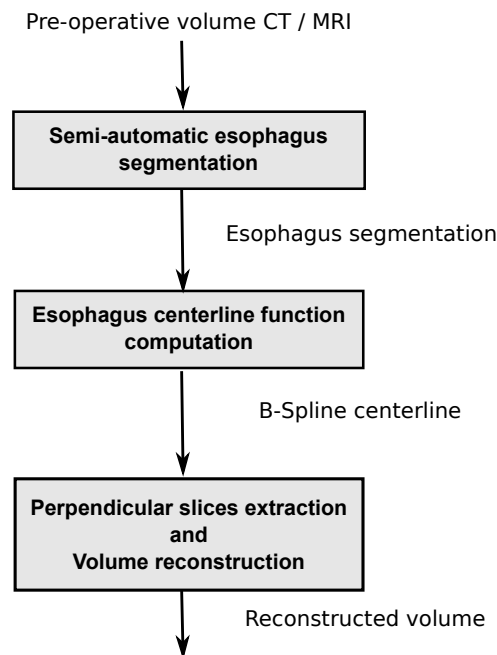 Pre-operative volume CT / MRI
Semi-automatic esophagus
segmentation
Esophagus segmentation
Esophagus centerline function
computation
B-Spline centerline
Perpendicular slices extraction
and
Volume reconstruction
Reconstructed volume